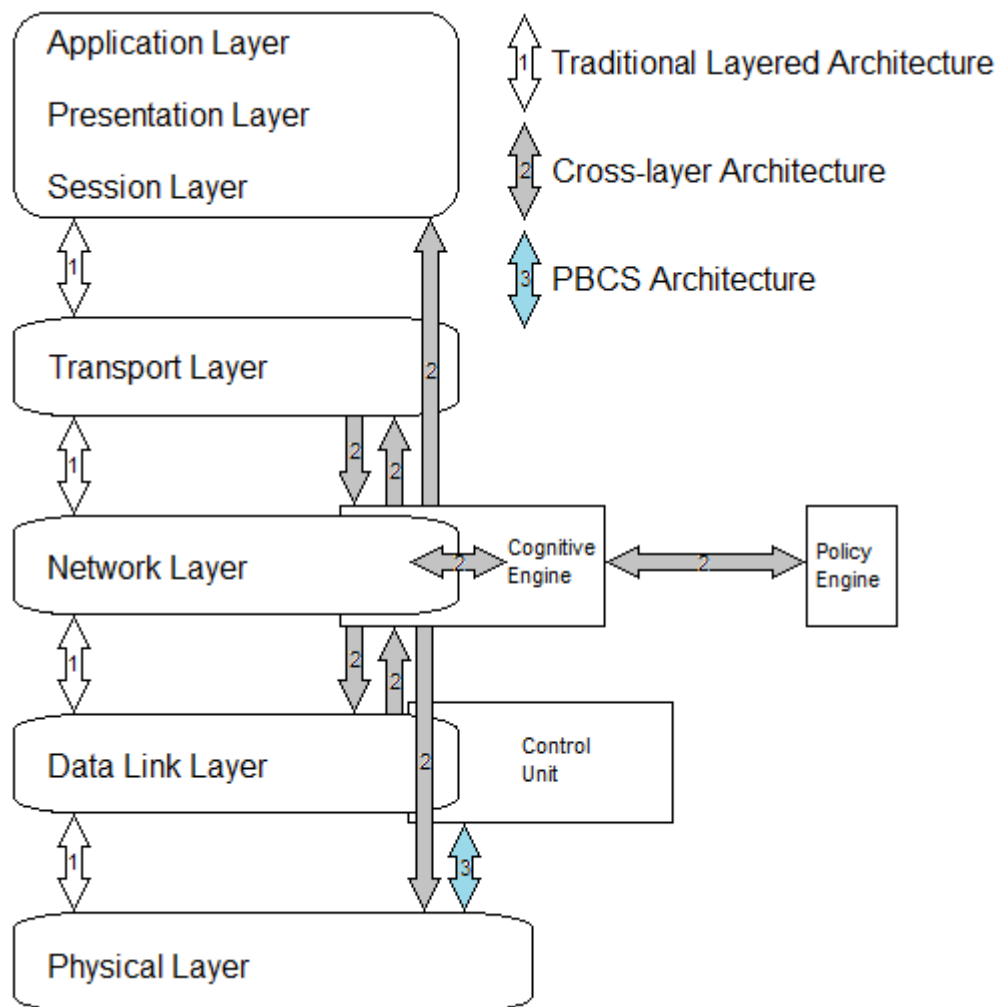 Application Layer
Presentation Layer
Session Layer
1 Traditional Layered Architecture
2 Cross-layer Architecture
3 PBCS Architecture
1
2
Transport Layer
1
2
2
Network Layer
2
Cognitive
Engine
2
Policy
Engine
1
2
2
2
Data Link Layer
Control
Unit
1
3
Physical Layer